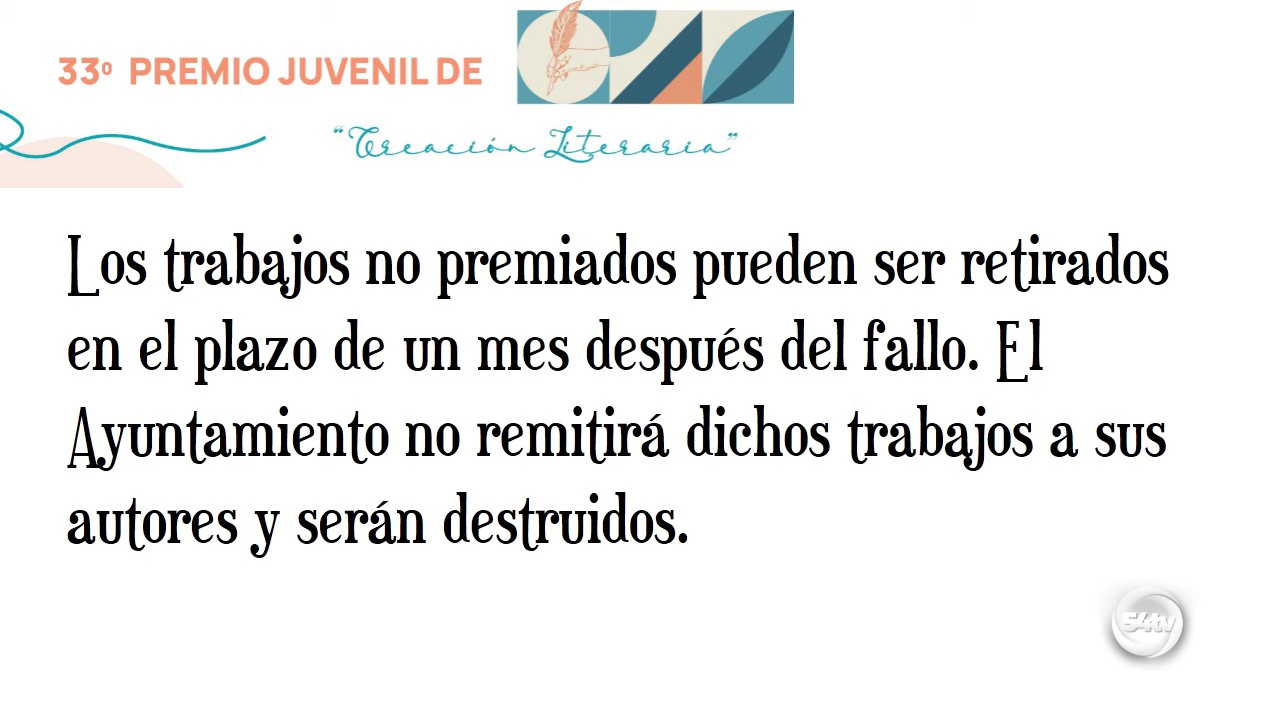 33º PREMIO JUVENIL DE
“Creación Literaria”
Los trabajos no premiados pueden ser retirados
en el plazo de un mes después del fallo. El
Ayuntamiento no remitirá dichos trabajos a sus
autores y serán destruidos.
54tv